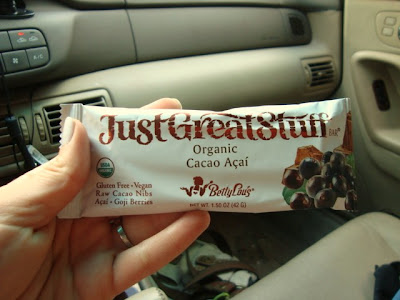 JustGreatStuff
BAR™
Organic
Cacao Açaí
USDA
ORGANIC
Gluten Free • Vegan
Raw Cacao Nibs
Açaí • Goji Berries
Betty Lou's
NET WT. 1.50 OZ (42 G)